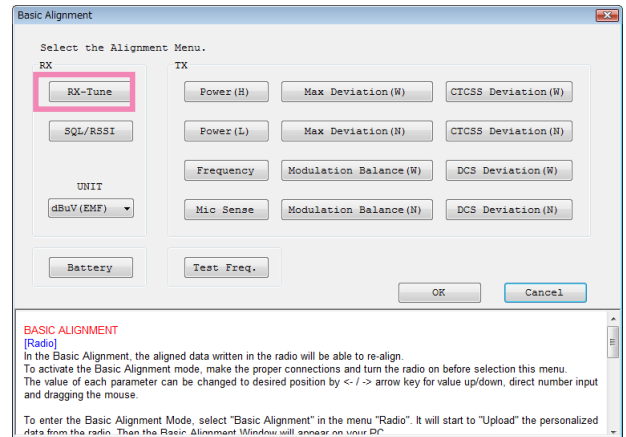 Basic Alignment
Select the Alignment Menu.
RX TX
RX-Tune Power(H) Max Deviation(W) CTCSS Deviation(W)
SQL/RSSI Power(L) Max Deviation(N) CTCSS Deviation(N)
Frequency Modulation Balance(W) DCS Deviation(W)
UNIT
dBuV(EMF) Mic Sense Modulation Balance(N) DCS Deviation(N)
Battery Test Freq.
OK Cancel
BASIC ALIGNMENT
[Radio]
In the Basic Alignment, the aligned data written in the radio will be able to re-align.
To activate the Basic Alignment mode, make the proper connections and turn the radio on before selection this menu.
The value of each parameter can be changed to desired position by <- / -> arrow key for value up/down, direct number input
and dragging the mouse.
To enter the Basic Alignment Mode, select "Basic Alignment" in the menu "Radio". It will start to "Upload" the personalized
data from the radio. Then the Basic Alignment Window will appear on your PC.